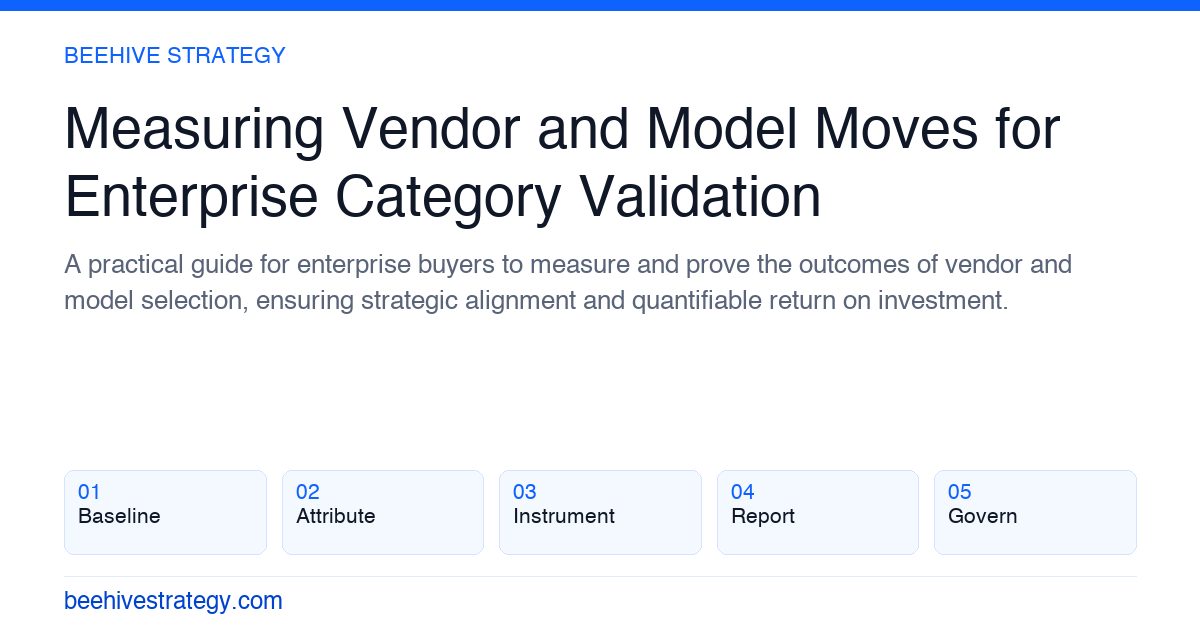 BEEHIVE STRATEGY
Measuring Vendor and Model Moves for
Enterprise Category Validation
A practical guide for enterprise buyers to measure and prove the outcomes of vendor and
model selection, ensuring strategic alignment and quantifiable return on investment.
01
Baseline
02
Attribute
03
Instrument
04
Report
05
Govern
beehivestrategy.com